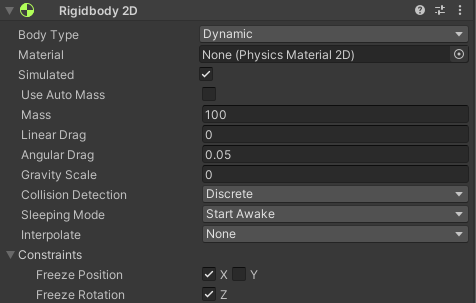 Rigidbody 2D
Body Type Dynamic
Material None (Physics Material 2D)
Simulated
Use Auto Mass
Mass 100
Linear Drag 0
Angular Drag 0.05
Gravity Scale 0
Collision Detection Discrete
Sleeping Mode Start Awake
Interpolate None
Constraints
Freeze Position X Y
Freeze Rotation Z